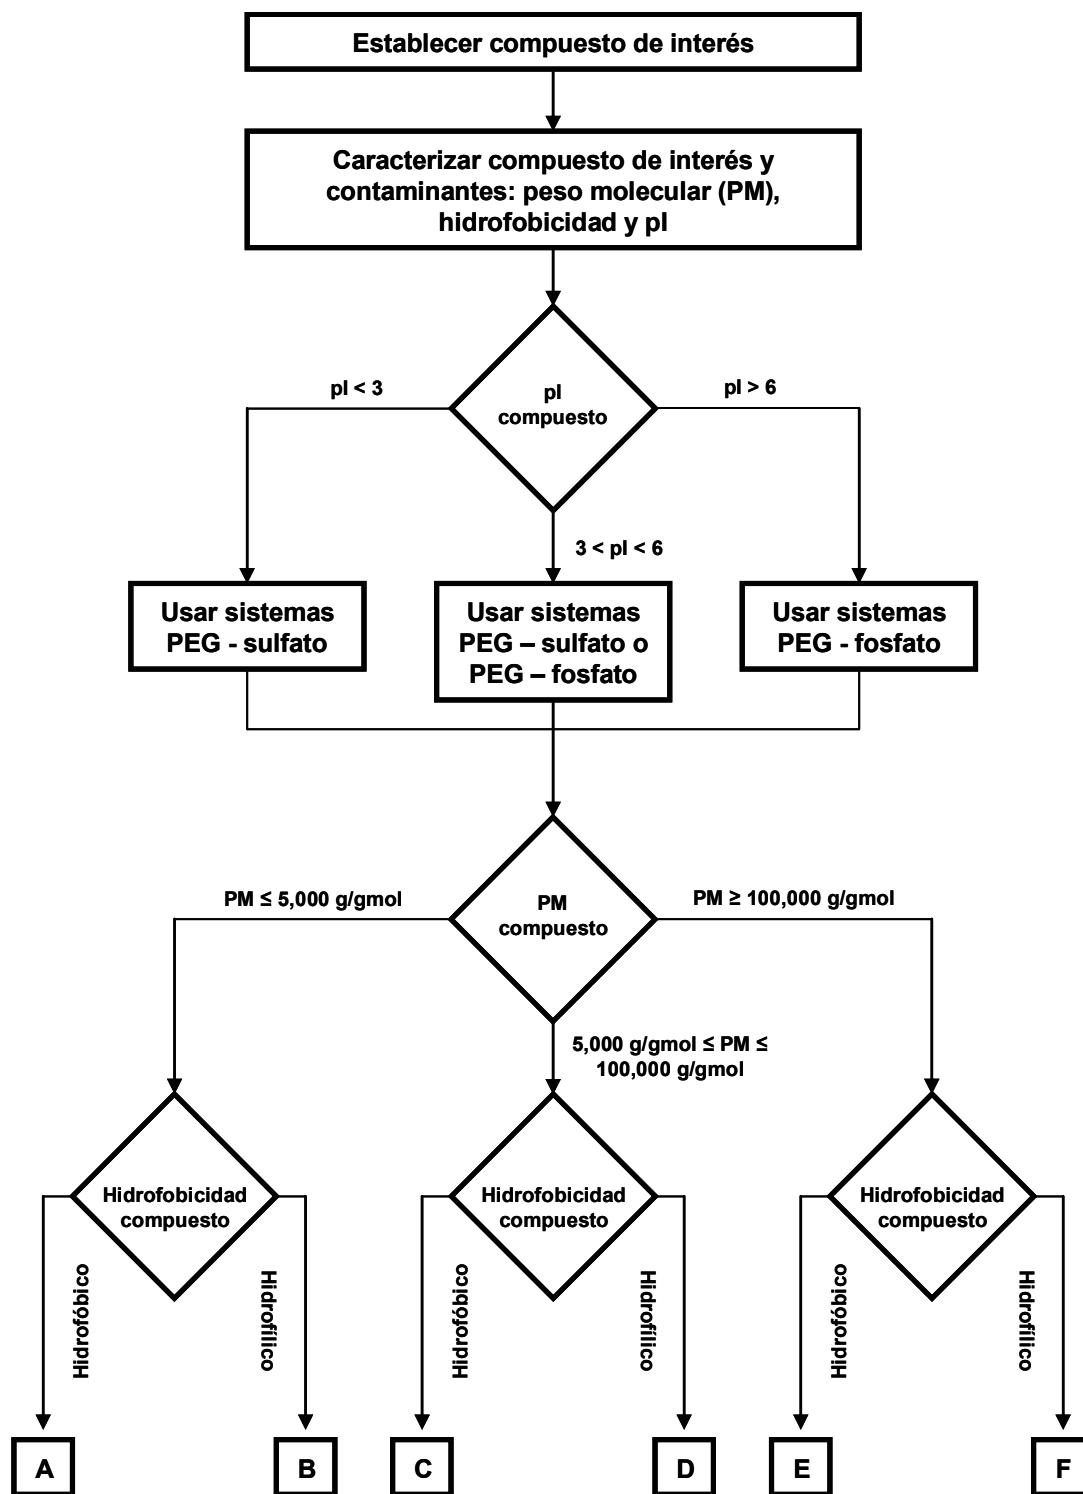 Establecer compuesto de interés
Caracterizar compuesto de interés y
contaminantes: peso molecular (PM),
hidrofobicidad y pI
pI < 3
pI
compuesto
pI > 6
3 < pI < 6
Usar sistemas
PEG - sulfato
Usar sistemas
PEG – sulfato o
PEG – fosfato
Usar sistemas
PEG - fosfato
PM ≤ 5,000 g/gmol
PM
compuesto
PM ≥ 100,000 g/gmol
5,000 g/gmol ≤ PM ≤
100,000 g/gmol
Hidrofobicidad
compuesto
Hidrofobicidad
compuesto
Hidrofobicidad
compuesto
Hidrofóbico
Hidrofílico
Hidrofóbico
Hidrofílico
Hidrofóbico
Hidrofílico
A
B
C
D
E
F